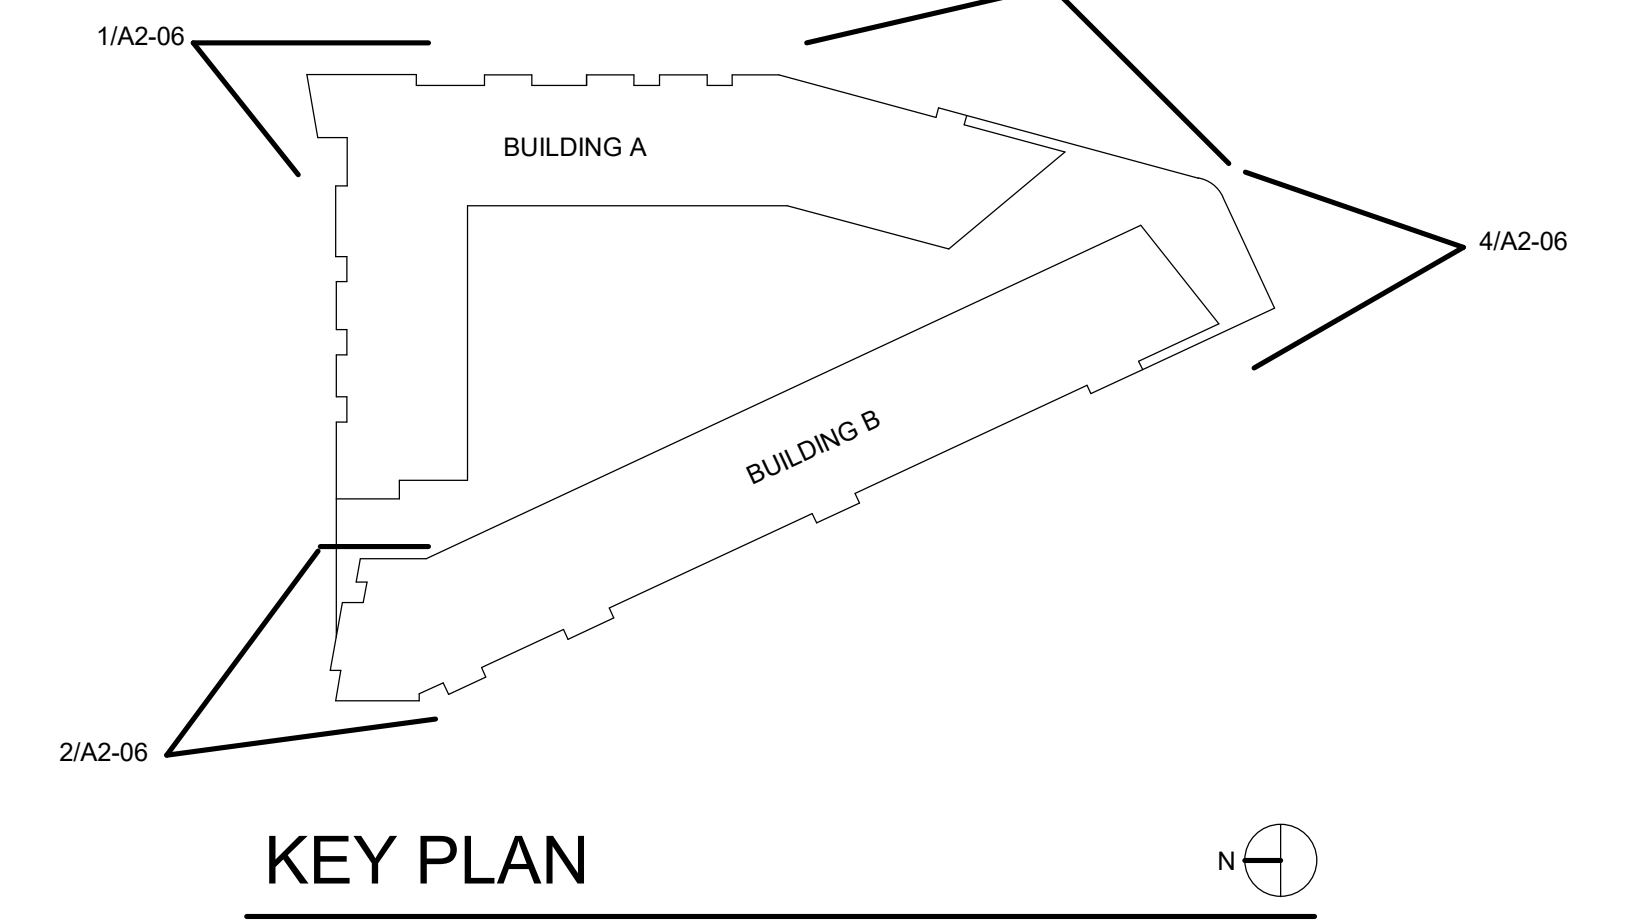 1/A2-06
BUILDING A
4/A2-06
BUILDING B
2/A2-06
KEY PLAN
N